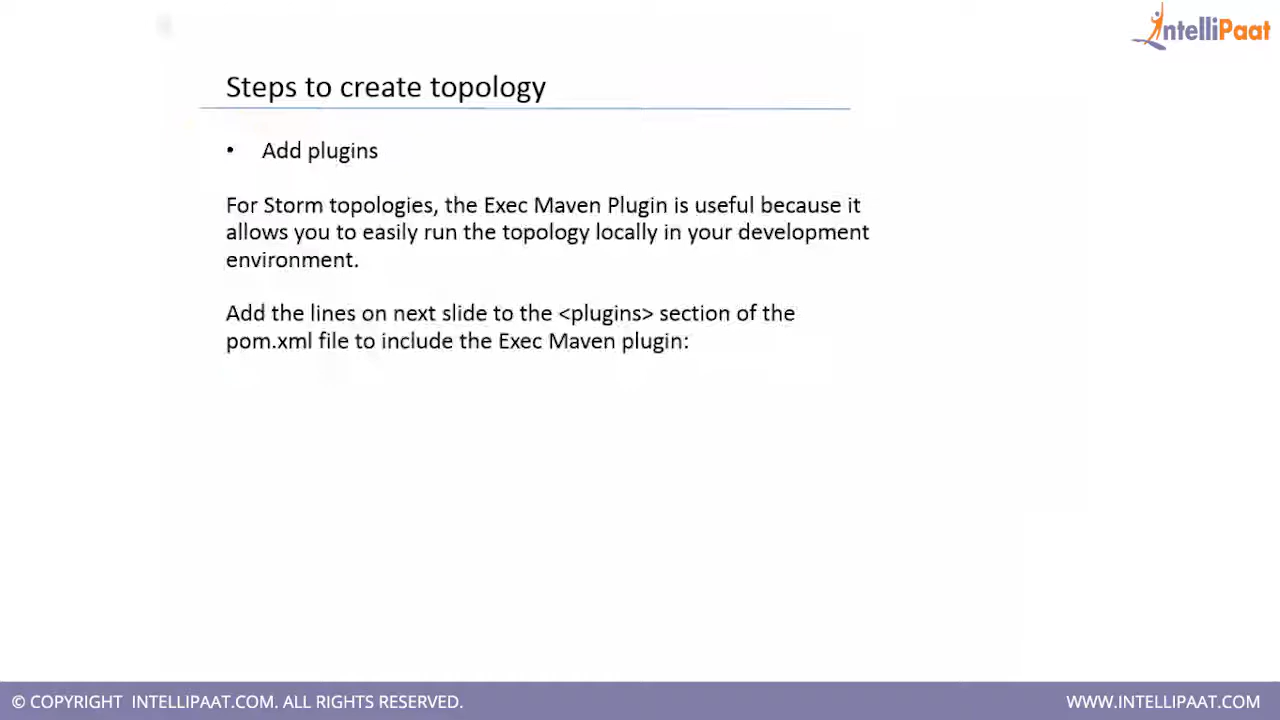 IntelliPaat
Steps to create topology
• Add plugins
For Storm topologies, the Exec Maven Plugin is useful because it
allows you to easily run the topology locally in your development
environment.
Add the lines on next slide to the <plugins> section of the
pom.xml file to include the Exec Maven plugin:
© COPYRIGHT INTELLIPAAT.COM. ALL RIGHTS RESERVED.
WWW.INTELLIPAAT.COM